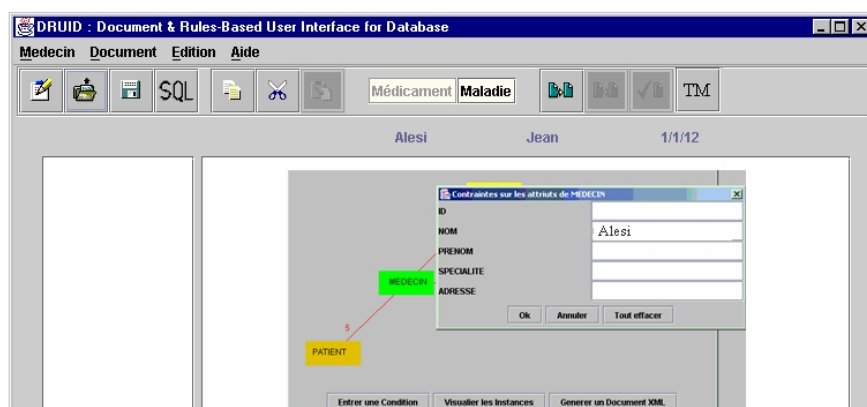 DRUID : Document & Rules-Based User Interface for Database
Medecin Document Edition Aide
SQL Médicament Maladie TM
Alesi Jean 1/1/12
Contraintes sur les attriuts de MEDECIN
ID
NOM Alesi
PRENOM
SPECIALITE
ADRESSE
MEDECIN
Ok Annuler Tout effacer
5
PATIENT
Entrer une Condition Visualier les Instances Generer un Document XML